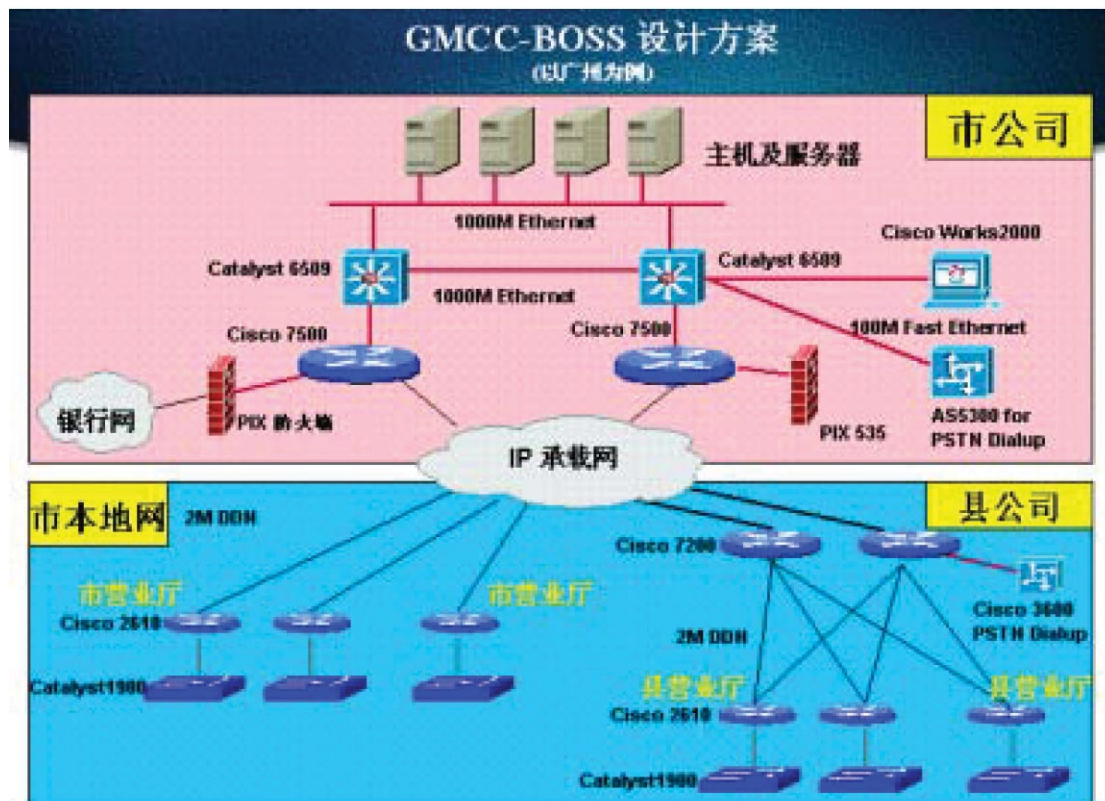 GMCC-BOSS 设计方案
(以广州为例)
市公司
主机及服务器
1000M Ethernet
Cisco Works2000
Catalyst 6509
Catalyst 6509
1000M Ethernet
Cisco 7500
Cisco 7500
100M Fast Ethernet
银行网
PIX 防火墙
PIX 535
AS5300 for
PSTN Dialup
IP 承载网
市本地网
2M DDN
县公司
Cisco 7200
市营业厅
市营业厅
Cisco 2610
Cisco 3600
PSTN Dialup
2M DDN
Catalyst1900
县营业厅
县营业厅
Cisco 2610
Catalyst1900